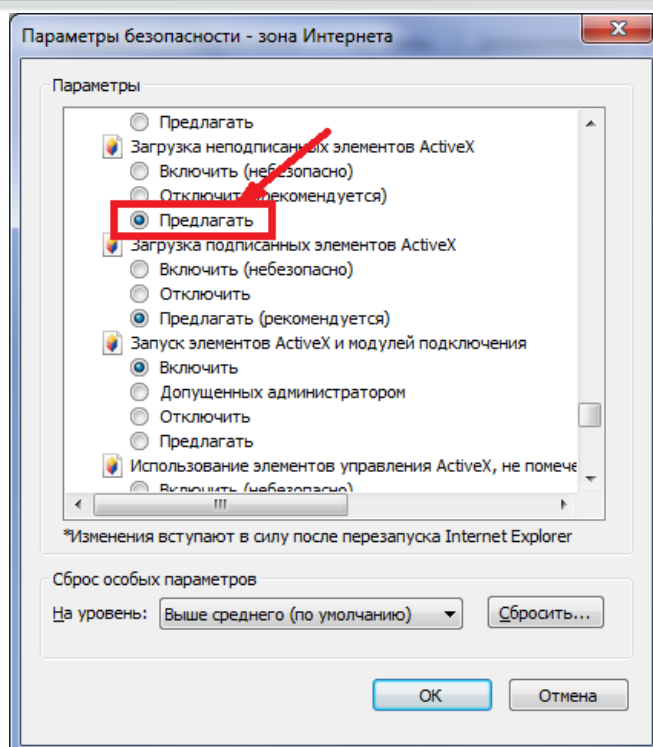 Параметры безопасности - зона Интернета
Параметры
Предлагать
Загрузка неподписанных элементов ActiveX
Включить (небезопасно)
Отключить (рекомендуется)
Предлагать
Загрузка подписанных элементов ActiveX
Включить (небезопасно)
Отключить
Предлагать (рекомендуется)
Запуск элементов ActiveX и модулей подключения
Включить
Допущенных администратором
Отключить
Предлагать
Использование элементов управления ActiveX, не помече
Включить (небезопасно)
*Изменения вступают в силу после перезапуска Internet Explorer
Сброс особых параметров
На уровень: Выше среднего (по умолчанию) Сбросить...
ОК Отмена